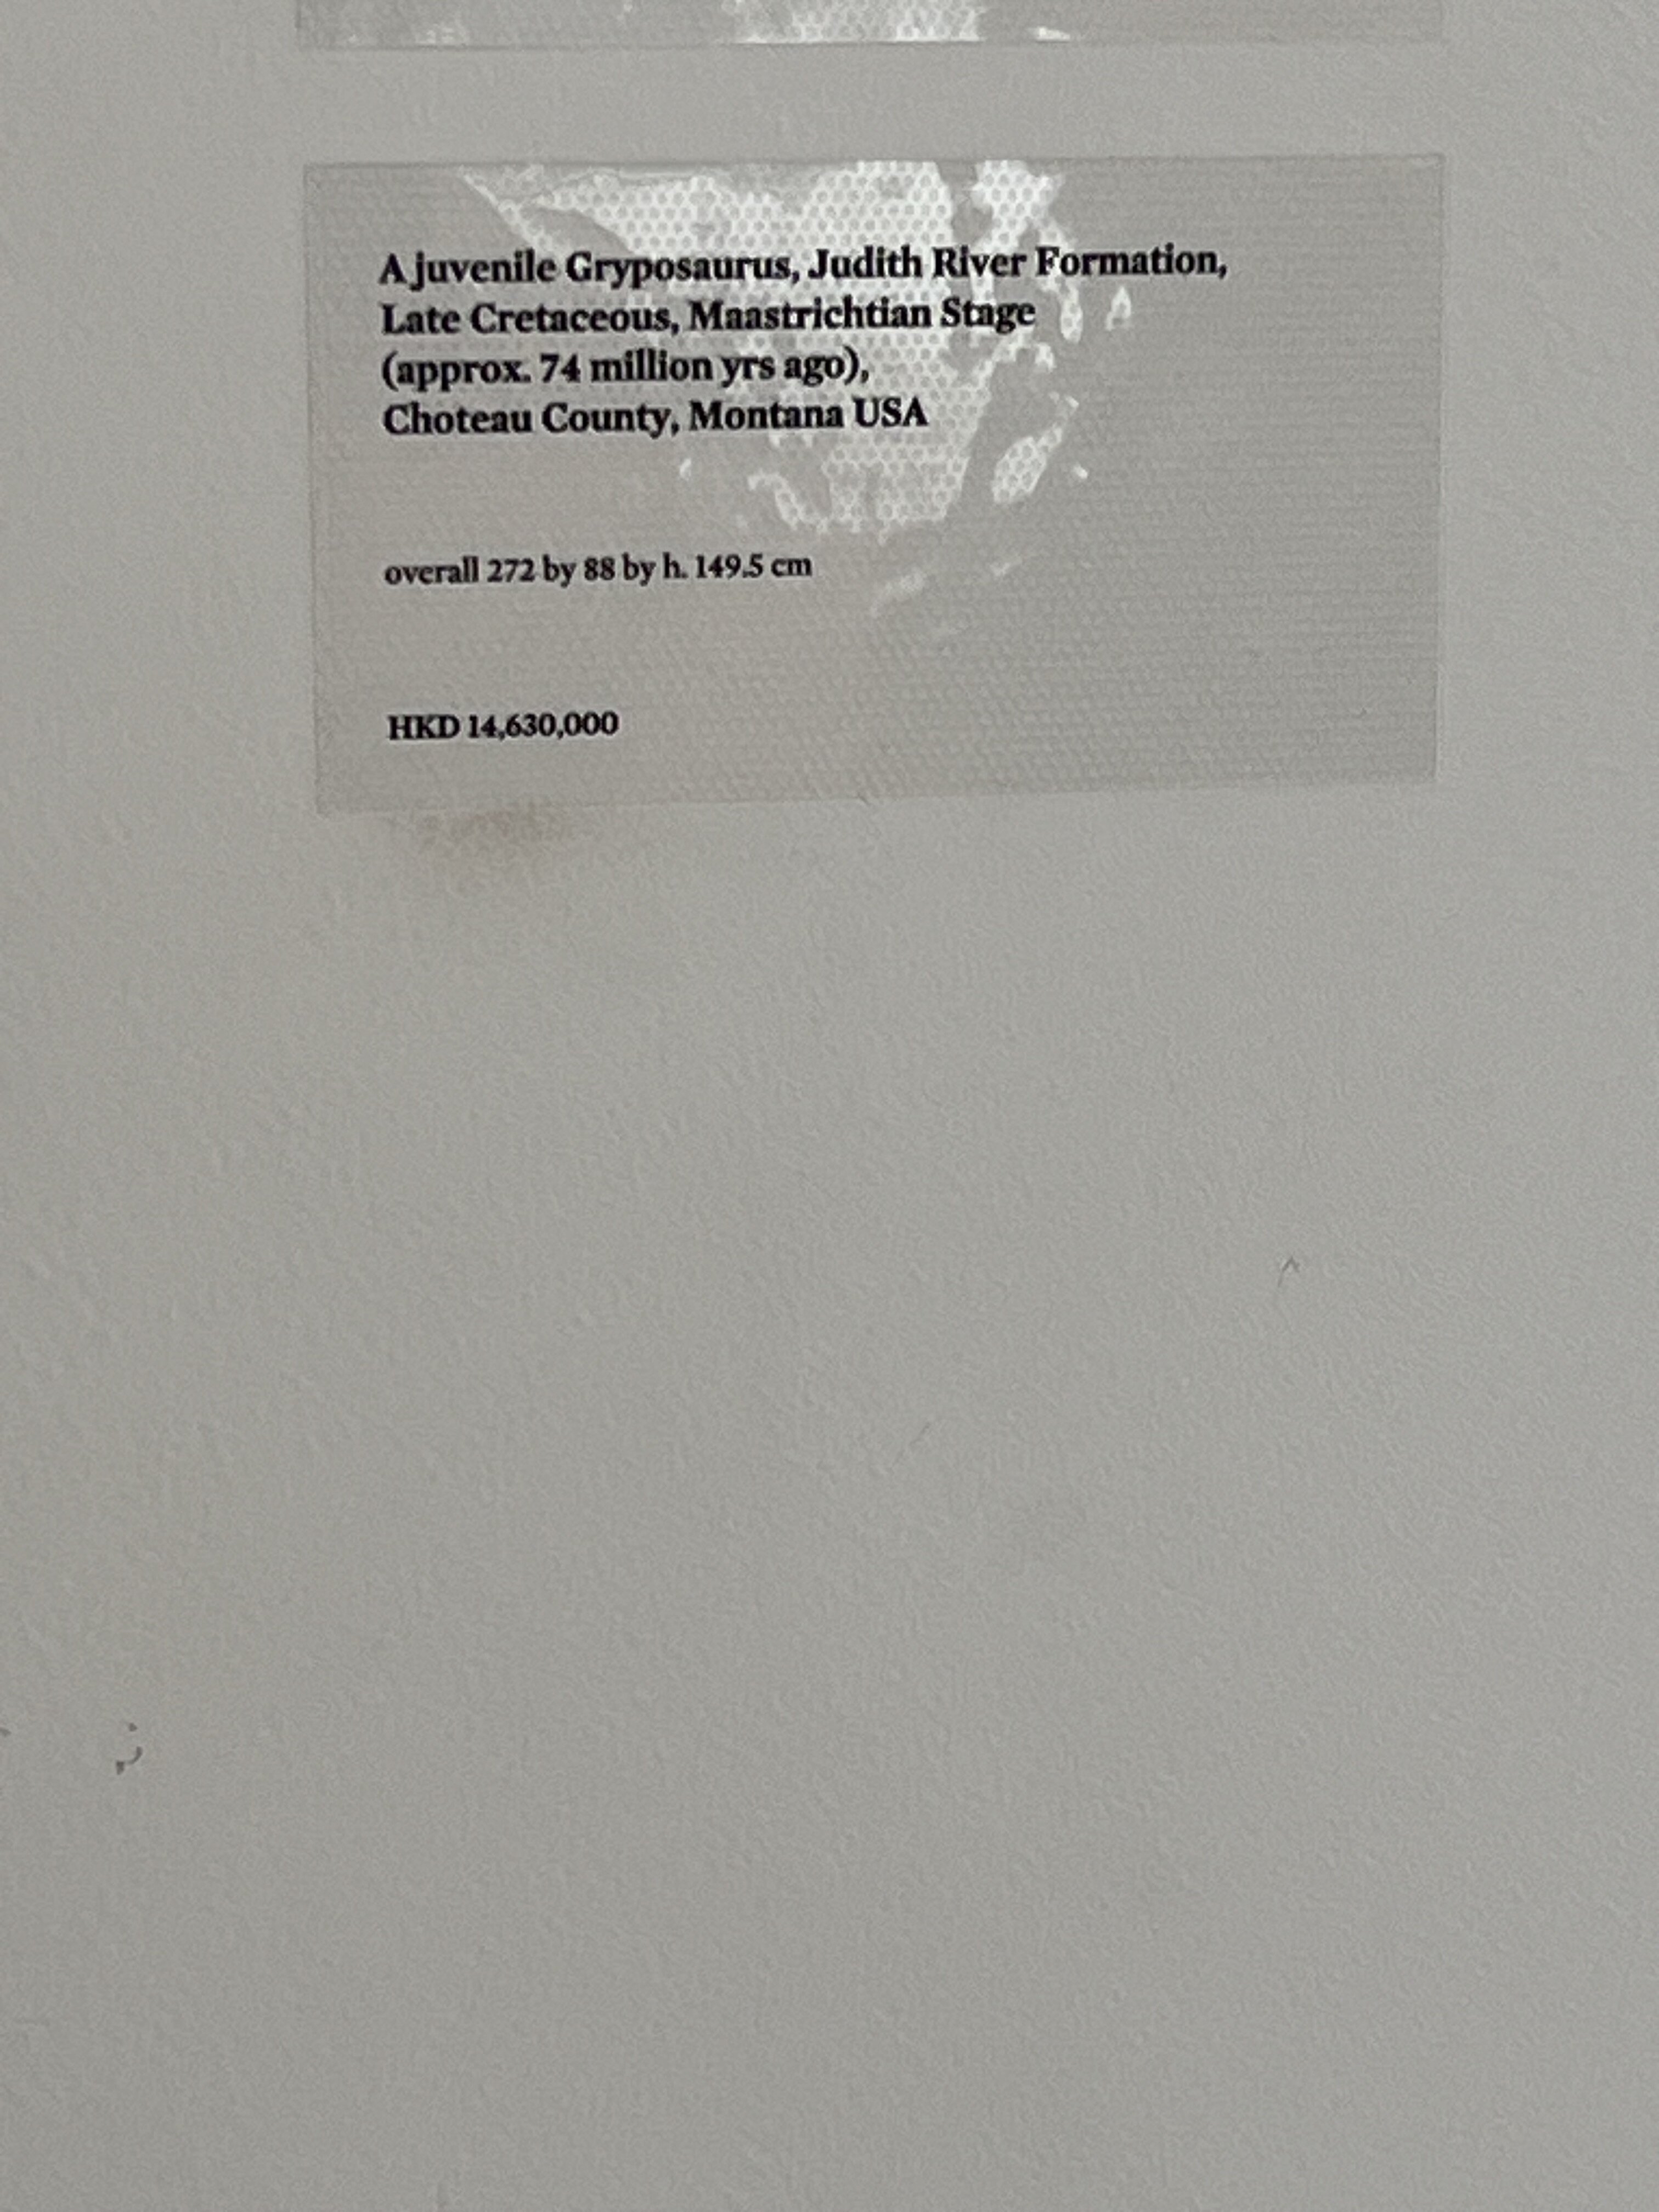 A juvenile Gryposaurus, Judith River Formation,
Late Cretaceous, Maastrichtian Stage
(approx. 74 million yrs ago),
Choteau County, Montana USA
overall 272 by 88 by h. 149.5 cm
HKD 14,630,000